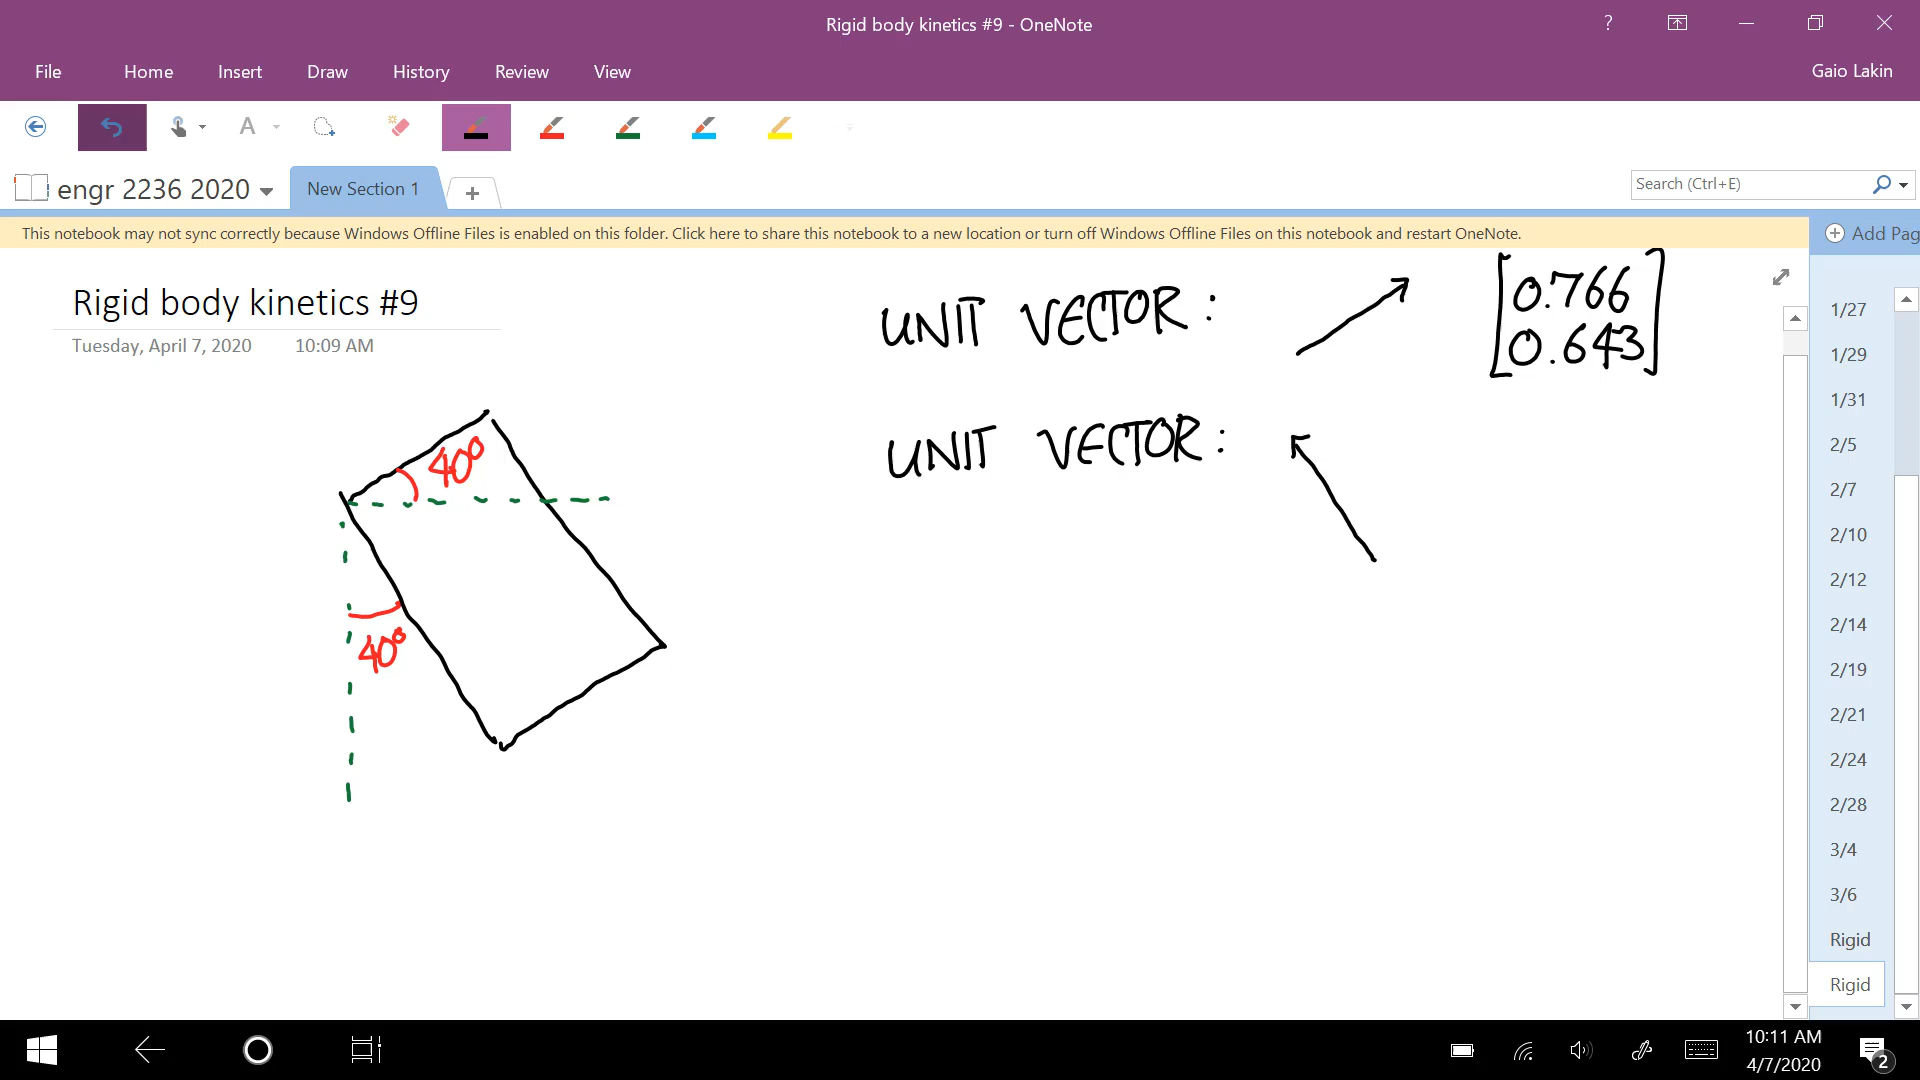 Rigid body kinetics #9 - OneNote
?
File Home Insert Draw History Review View
Gaio Lakin
A
engr 2236 2020
New Section 1
+
Search (Ctrl+E)
This notebook may not sync correctly because Windows Offline Files is enabled on this folder. Click here to share this notebook to a new location or turn off Windows Offline Files on this notebook and restart OneNote.
Add Pag
Rigid body kinetics #9
Tuesday, April 7, 2020 10:09 AM
UNIT VECTOR:
0.766
0.643
UNIT VECTOR:
40°
40°
1/27
1/29
1/31
2/5
2/7
2/10
2/12
2/14
2/19
2/21
2/24
2/28
3/4
3/6
Rigid
Rigid
10:11 AM
4/7/2020
2